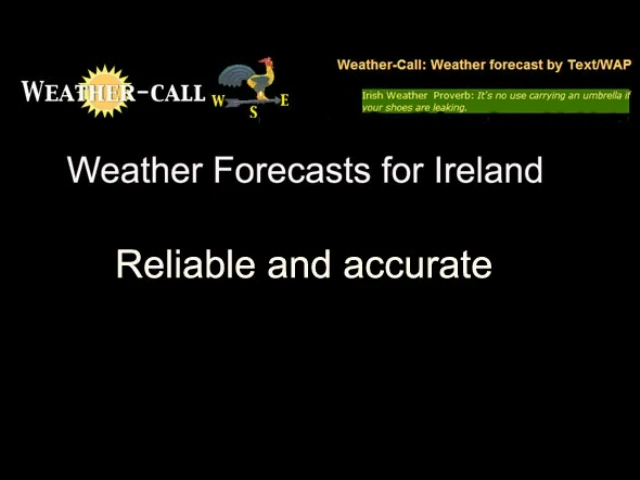 Weather-Call: Weather forecast by Text/WAP
WEATHER-CALL
W
E
S
Irish Weather Proverb: It's no use carrying an umbrella if
your shoes are leaking.
Weather Forecasts for Ireland
Reliable and accurate